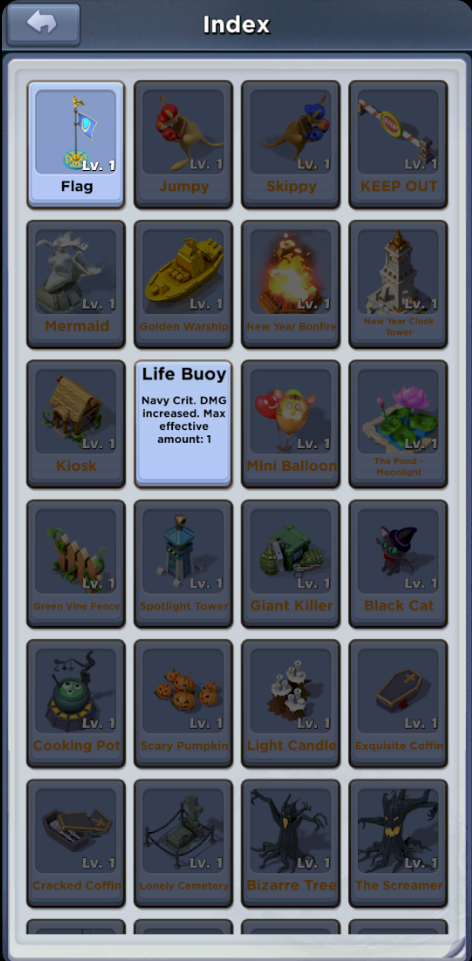 Index
Lv. 1
Lv. 1
Lv. 1
Lv. 1
Flag
Jumpy
Skippy
KEEP OUT
Lv. 1
Lv. 1
Lv. 1
Lv. 1
Mermaid
Golden Warship
New Year Bonfire
New Year Clock
Tower
Life Buoy
Navy Crit. DMG
increased. Max
effective
amount: 1
Lv. 1
Lv. 1
Lv. 1
Kiosk
Mini Balloon
The Pond -
Moonlight
Lv. 1
Lv. 1
Lv. 1
Lv. 1
Green Vine Fence
Spotlight Tower
Giant Killer
Black Cat
Lv. 1
Lv. 1
Lv. 1
Lv. 1
Cooking Pot
Scary Pumpkin
Light Candle
Exquisite Coffin
Lv. 1
Lv. 1
Lv. 1
Lv. 1
Cracked Coffin
Lonely Cemetery
Bizarre Tree
The Screamer